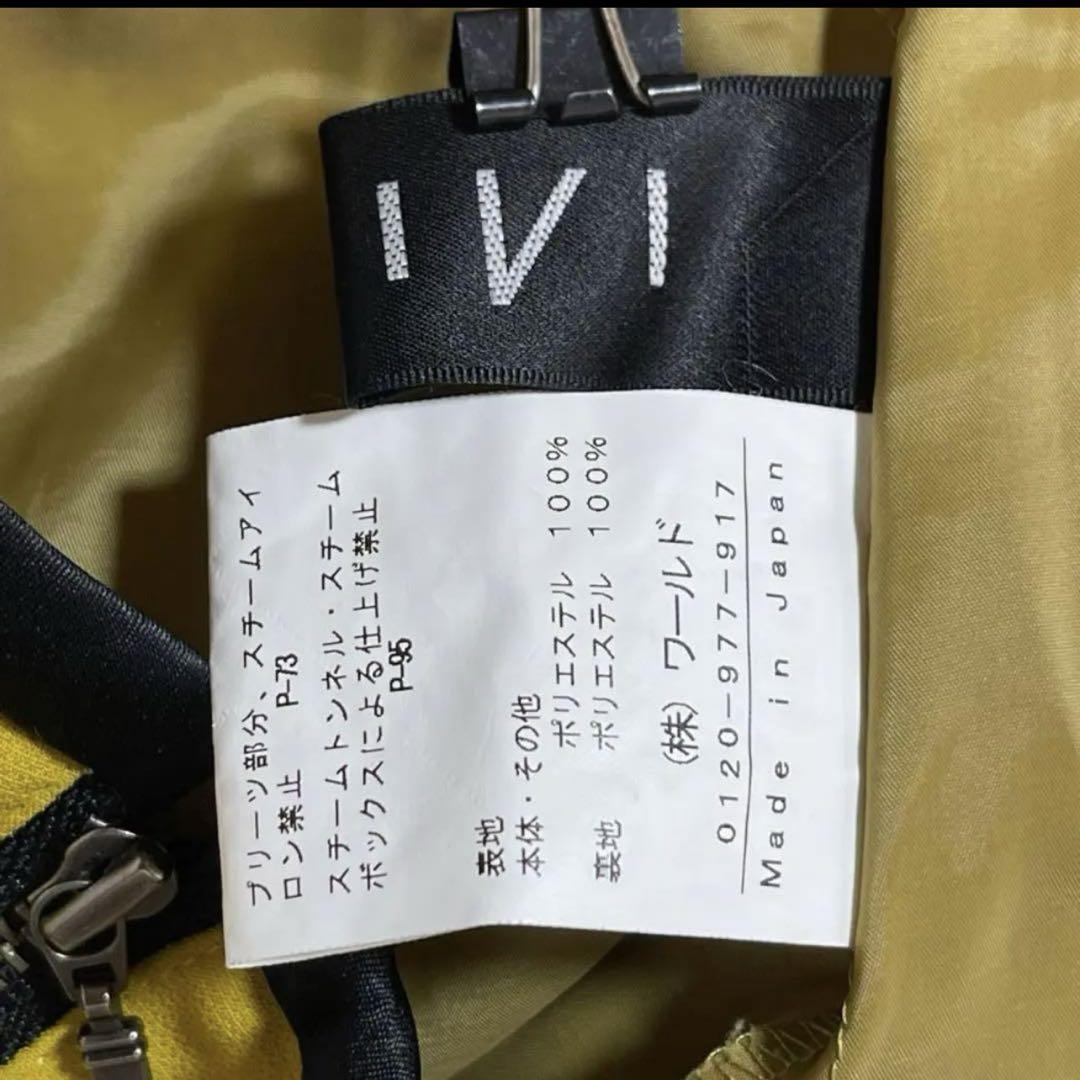 IVI
プリーツ部分、スチームアイ
ロン禁止 P-73
スチームトンネル・スチーム
ボックスによる仕上げ禁止
P-95
表地
本体・その他
ポリエステル 100%
裏地 ポリエステル 100%
(株)ワールド
0120-977-917
Made in Japan